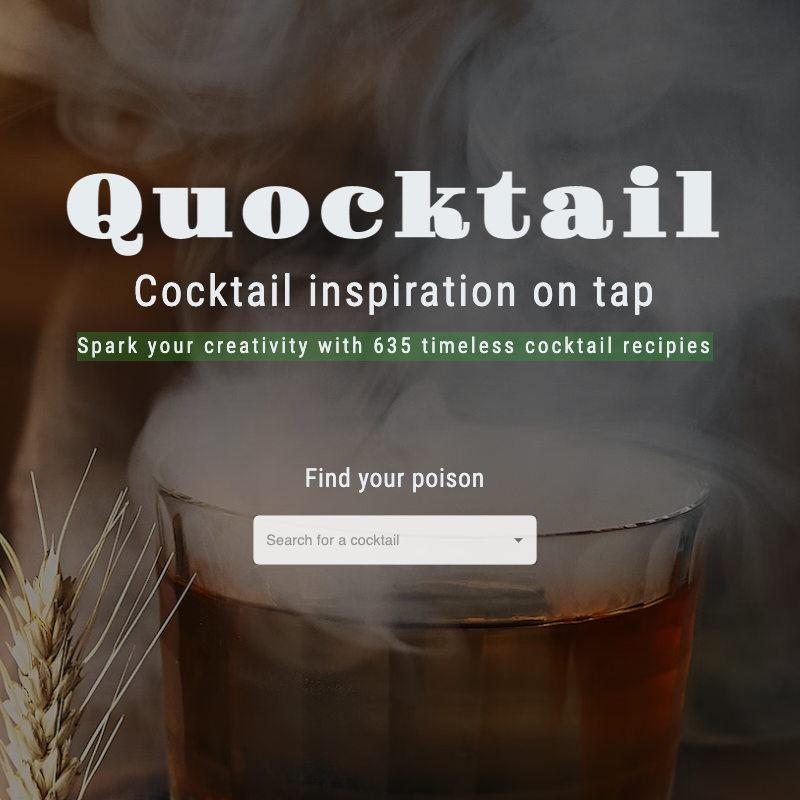 Quocktail
Cocktail inspiration on tap
Spark your creativity with 635 timeless cocktail recipies
Find your poison
Search for a cocktail